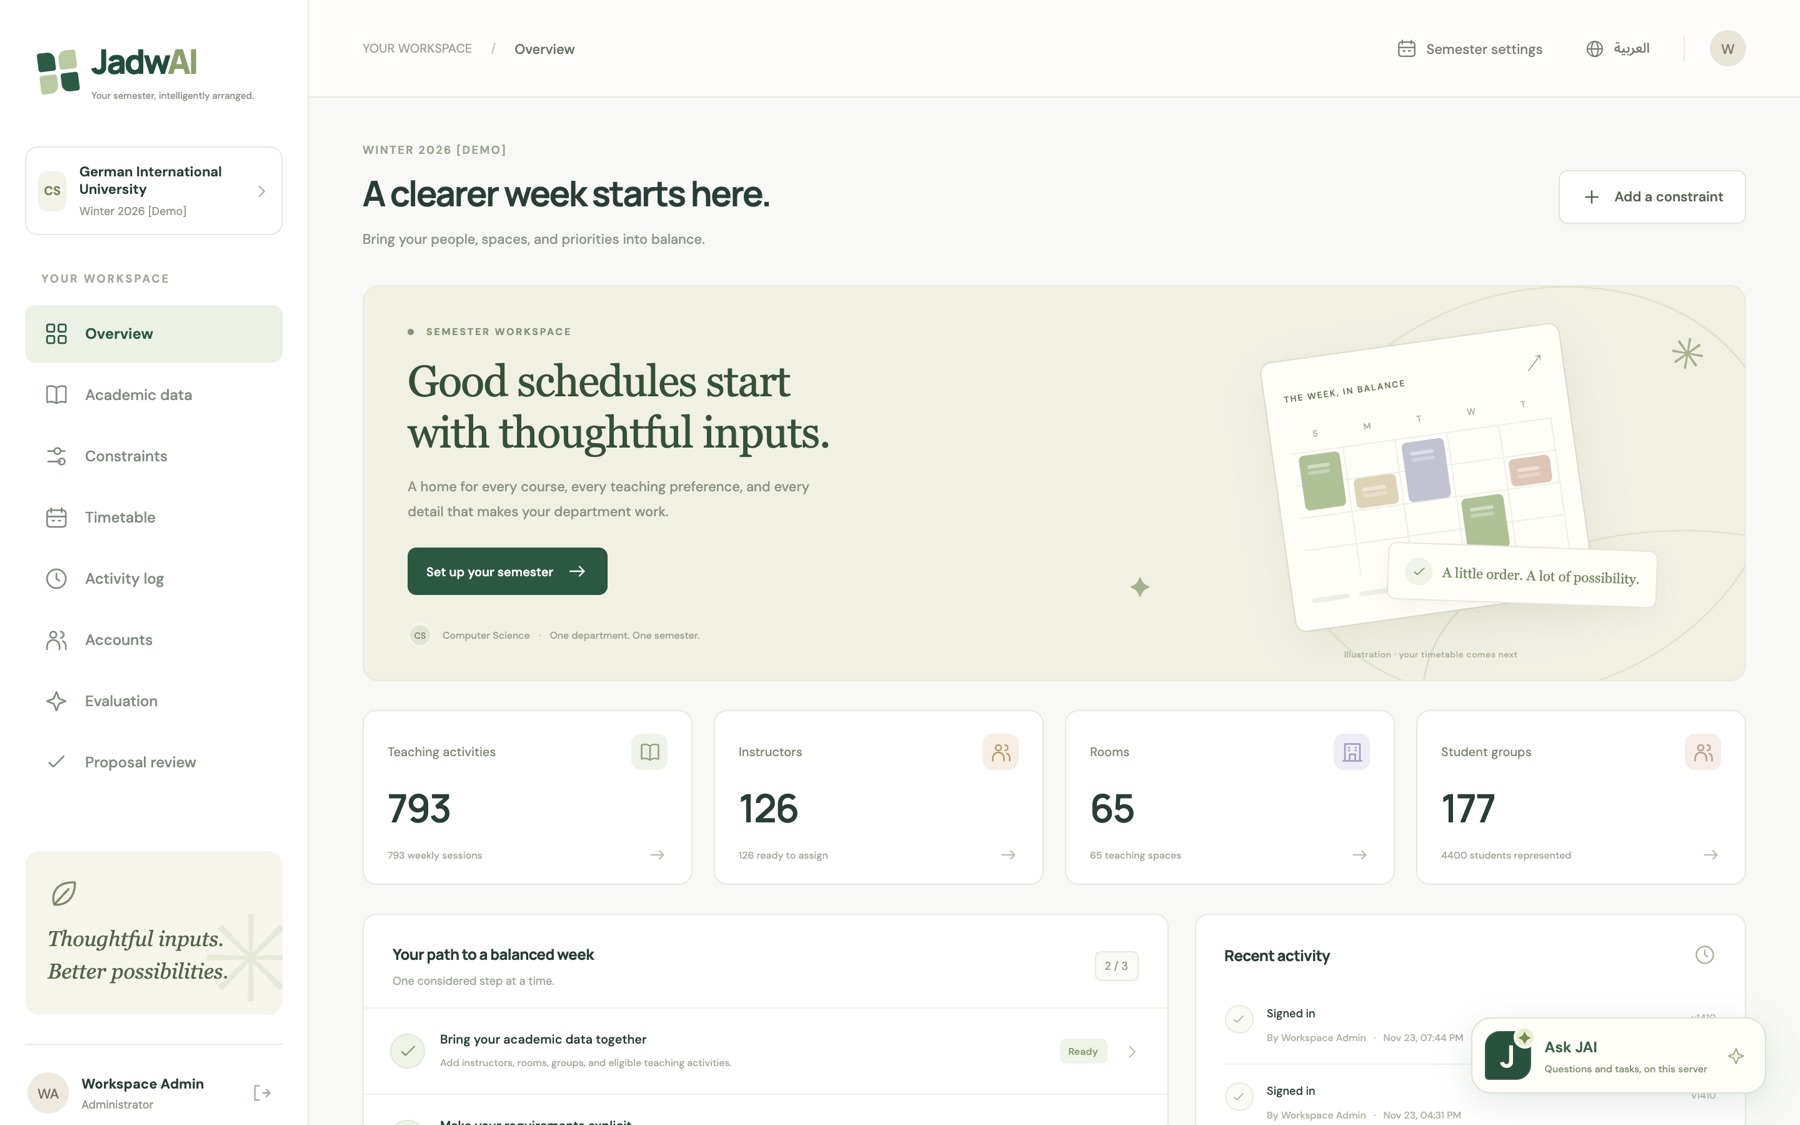 JadwAI
Your semester, intelligently arranged.
CS
German International
University
Winter 2026 [Demo]
YOUR WORKSPACE
Overview
Academic data
Constraints
Timetable
Activity log
Accounts
Evaluation
Proposal review
Thoughtful inputs.
Better possibilities.
WA
Workspace Admin
Administrator
YOUR WORKSPACE / Overview
Semester settings
العربية
W
WINTER 2026 [DEMO]
A clearer week starts here.
Bring your people, spaces, and priorities into balance.
Add a constraint
SEMESTER WORKSPACE
Good schedules start
with thoughtful inputs.
A home for every course, every teaching preference, and every
detail that makes your department work.
Set up your semester
CS Computer Science · One department. One semester.
THE WEEK, IN BALANCE
S M T W T
A little order. A lot of possibility.
Illustration · your timetable comes next
Teaching activities
793
793 weekly sessions
Instructors
126
126 ready to assign
Rooms
65
65 teaching spaces
Student groups
177
4400 students represented
Your path to a balanced week
One considered step at a time.
2 / 3
Bring your academic data together
Add instructors, rooms, groups, and eligible teaching activities.
Ready
Make your requirements explicit
Recent activity
Signed in
By Workspace Admin · Nov 23, 07:44 PM
Signed in
v1410
By Workspace Admin · Nov 23, 04:31 PM
J
Ask JAI
Questions and tasks, on this server